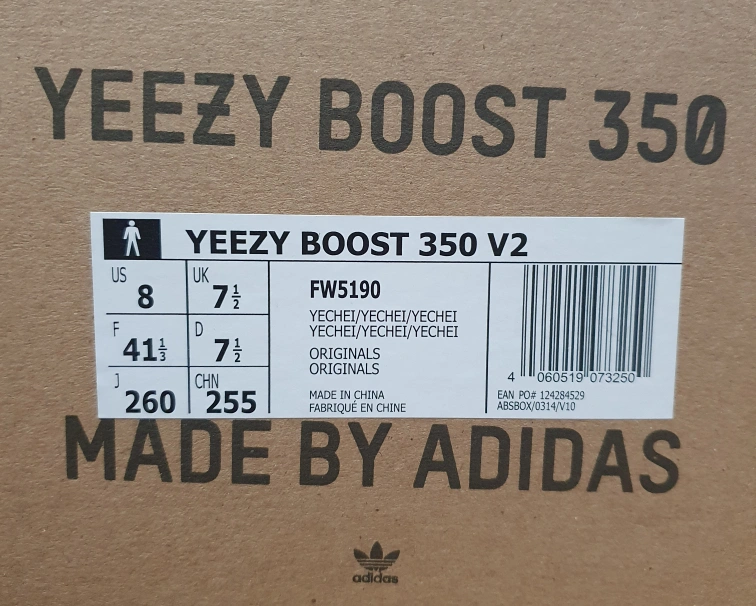 YEEZY BOOST 350
YEEZY BOOST 350 V2
US 8 UK 7½
F 41⅓ D 7½
J 260 CHN 255
FW5190
YECHEI/YECHEI/YECHEI
YECHEI/YECHEI/YECHEI
ORIGINALS
ORIGINALS
MADE IN CHINA
FABRIQUÉ EN CHINE
4 060519 073250
EAN PO# 124284529
ABSBOX/0314/V10
MADE BY ADIDAS
adidas